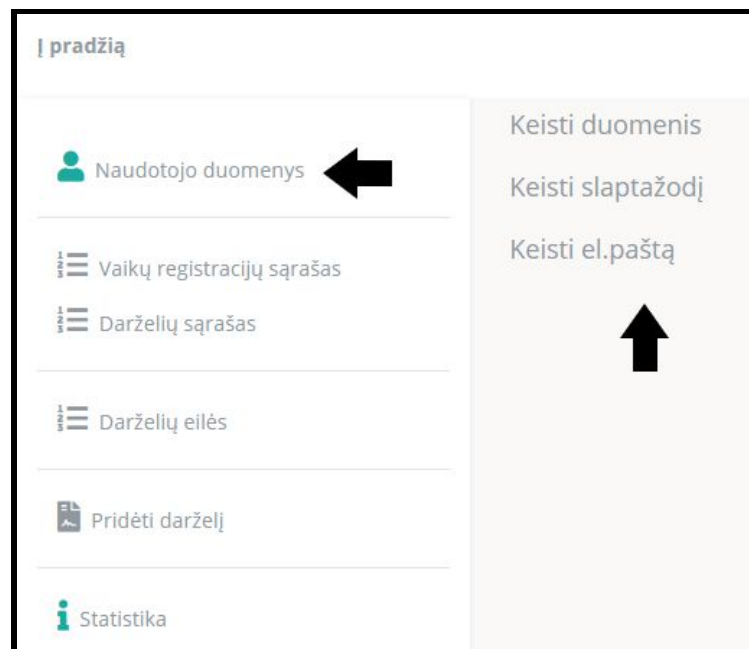 Į pradžią
Naudotojo duomenys
Vaikų registracijų sąrašas
Darželių sąrašas
Darželių eilės
Pridėti darželį
Statistika
Keisti duomenis
Keisti slaptažodį
Keisti el.paštą